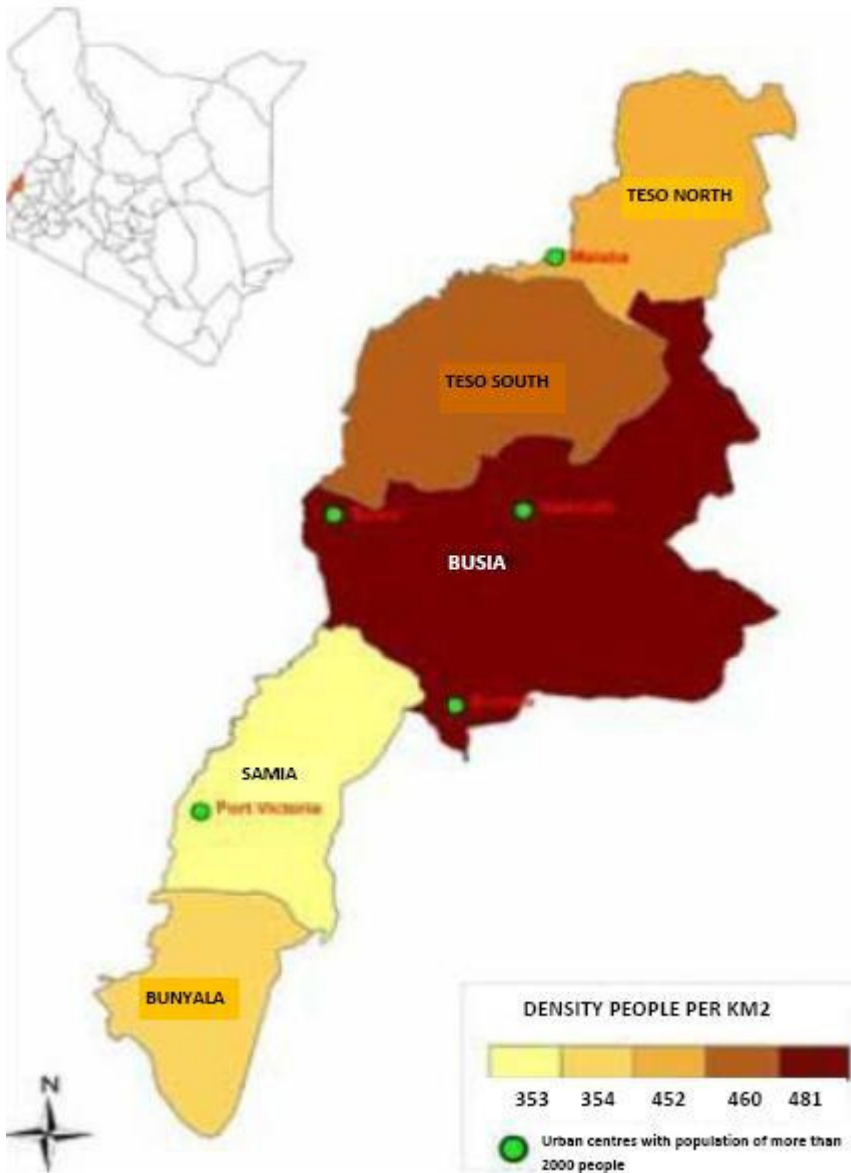 TESO NORTH
Malaba
TESO SOUTH
BUSIA
SAMIA
Port Victoria
BUNYALA
N
DENSITY PEOPLE PER KM2
353 354 452 460 481
Urban centres with population of more than
2000 people